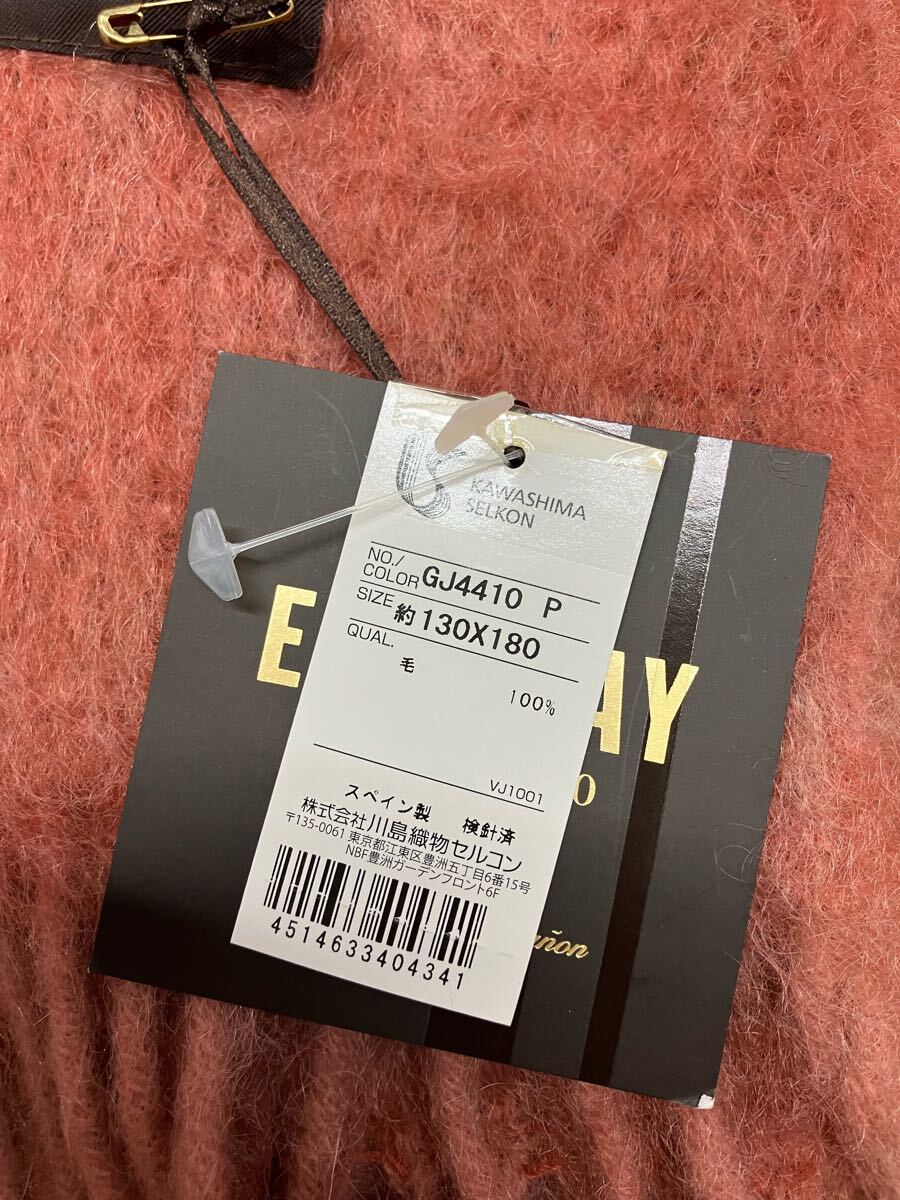 KAWASHIMA
SELKON
NO./
COLOR GJ4410 P
SIZE 約130X180
QUAL.
毛
100%
VJ1001
スペイン製 検針済
株式会社川島織物セルコン
〒135-0061 東京都江東区豊洲五丁目6番15号
NBF豊洲ガーデンフロント6F
4514633404341